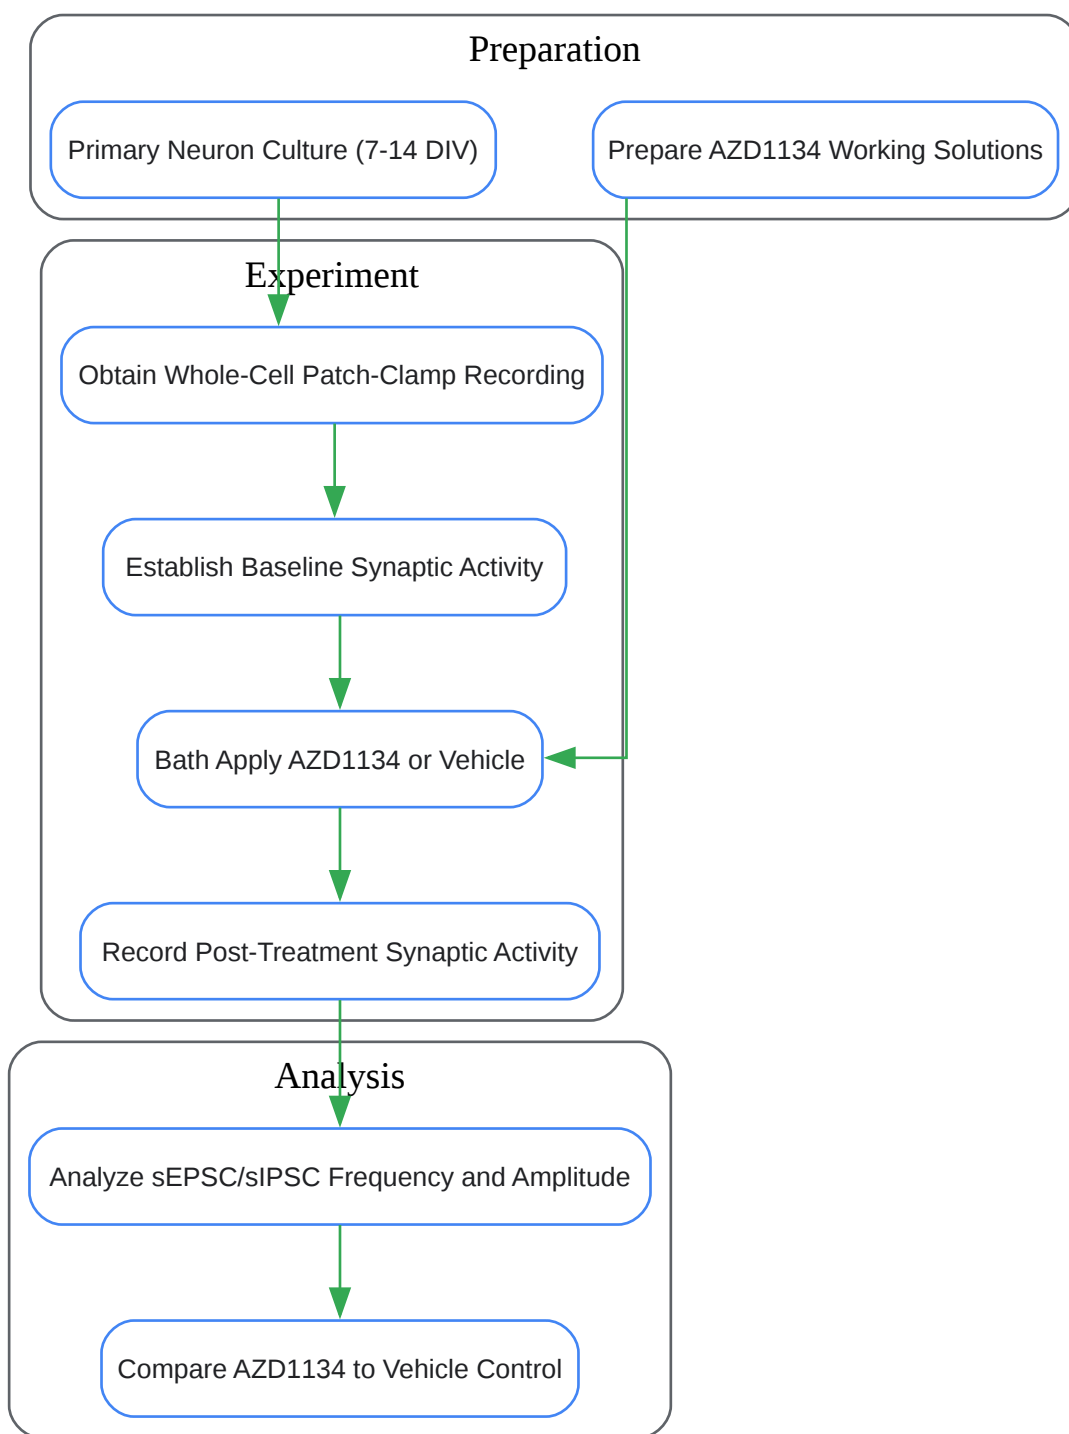 Preparation
Primary Neuron Culture (7-14 DIV)
Prepare AZD1134 Working Solutions
Experiment
Obtain Whole-Cell Patch-Clamp Recording
Establish Baseline Synaptic Activity
Bath Apply AZD1134 or Vehicle
Record Post-Treatment Synaptic Activity
Analysis
Analyze sEPSC/sIPSC Frequency and Amplitude
Compare AZD1134 to Vehicle Control